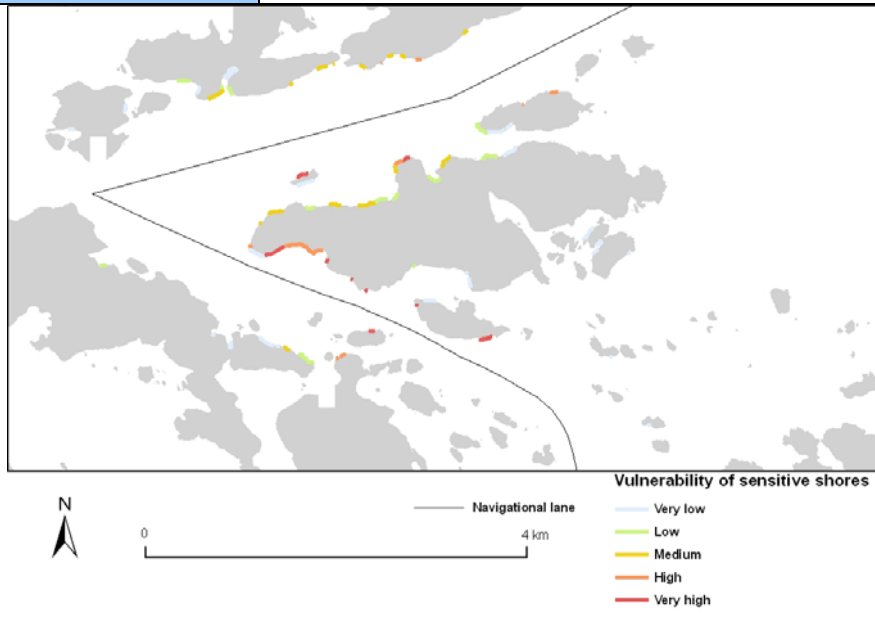 Vulnerability of sensitive shores
N
Navigational lane
Very low
0
4 km
Low
Medium
High
Very high